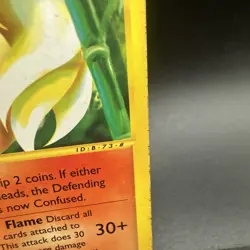 ID:B-73-#
ip 2 coins. If either
eads, the Defending
s now Confused.
Flame Discard all
cards attached to
This attack does 30
30+
damage